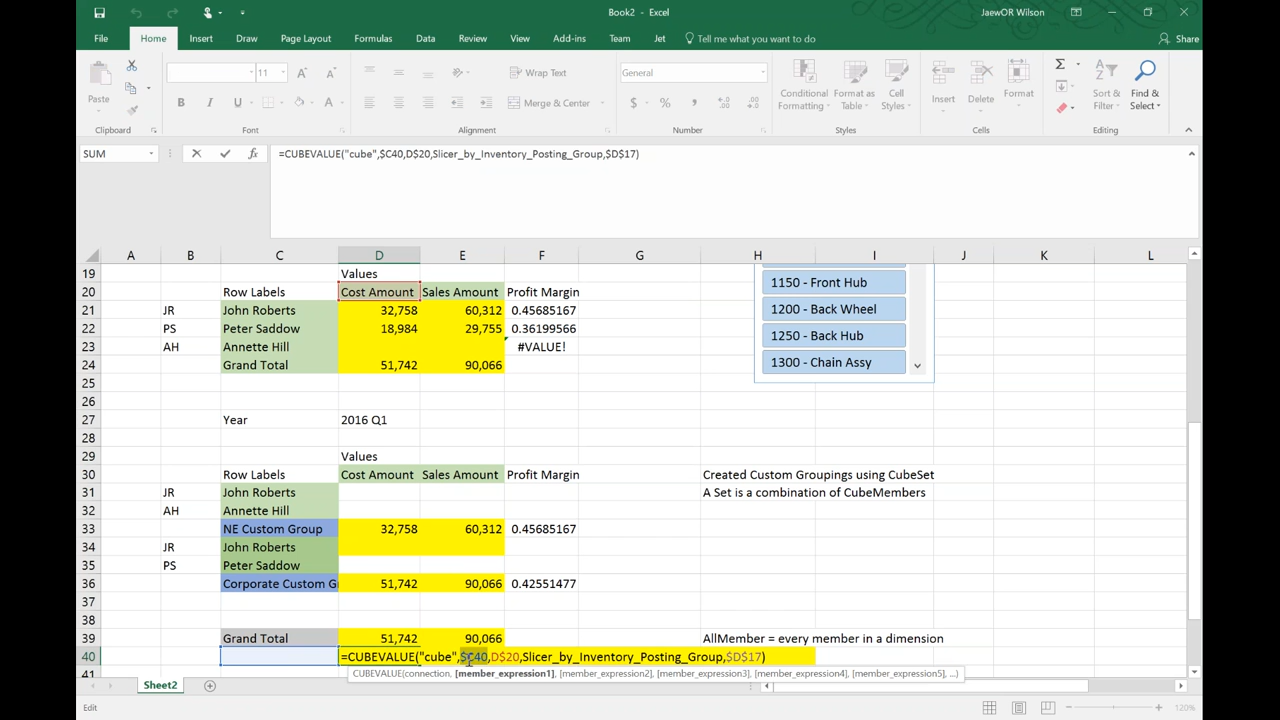 Book2 - Excel
JaewOR Wilson
File Home Insert Draw Page Layout Formulas Data Review View Add-ins Team Jet Tell me what you want to do Share
Paste
11
A A
Wrap Text
General
Conditional Formatting
Format as Table
Cell Styles
Insert
Delete
Format
Sort & Filter
Find & Select
B I U
Merge & Center
$ % ,
Clipboard Font Alignment Number Styles Cells Editing
SUM fx =CUBEVALUE("cube",$C40,D$20,Slicer_by_Inventory_Posting_Group,$D$17)
A B C D E F G H I J K L
19 Values
20 Row Labels Cost Amount Sales Amount Profit Margin
1150 - Front Hub
21 JR John Roberts 32,758 60,312 0.45685167
1200 - Back Wheel
22 PS Peter Saddow 18,984 29,755 0.36199566
1250 - Back Hub
23 AH Annette Hill #VALUE!
1300 - Chain Assy
24 Grand Total 51,742 90,066
25
26
27 Year 2016 Q1
28
29 Values
30 Row Labels Cost Amount Sales Amount Profit Margin Created Custom Groupings using CubeSet
31 JR John Roberts A Set is a combination of CubeMembers
32 AH Annette Hill
33 NE Custom Group 32,758 60,312 0.45685167
34 JR John Roberts
35 PS Peter Saddow
36 Corporate Custom G 51,742 90,066 0.42551477
37
38
39 Grand Total 51,742 90,066 AllMember = every member in a dimension
40 =CUBEVALUE("cube",$C40,D$20,Slicer_by_Inventory_Posting_Group,$D$17)
41 CUBEVALUE(connection, [member_expression1], [member_expression2], [member_expression3], [member_expression4], [member_expression5], ...)
Sheet2
Edit 120%